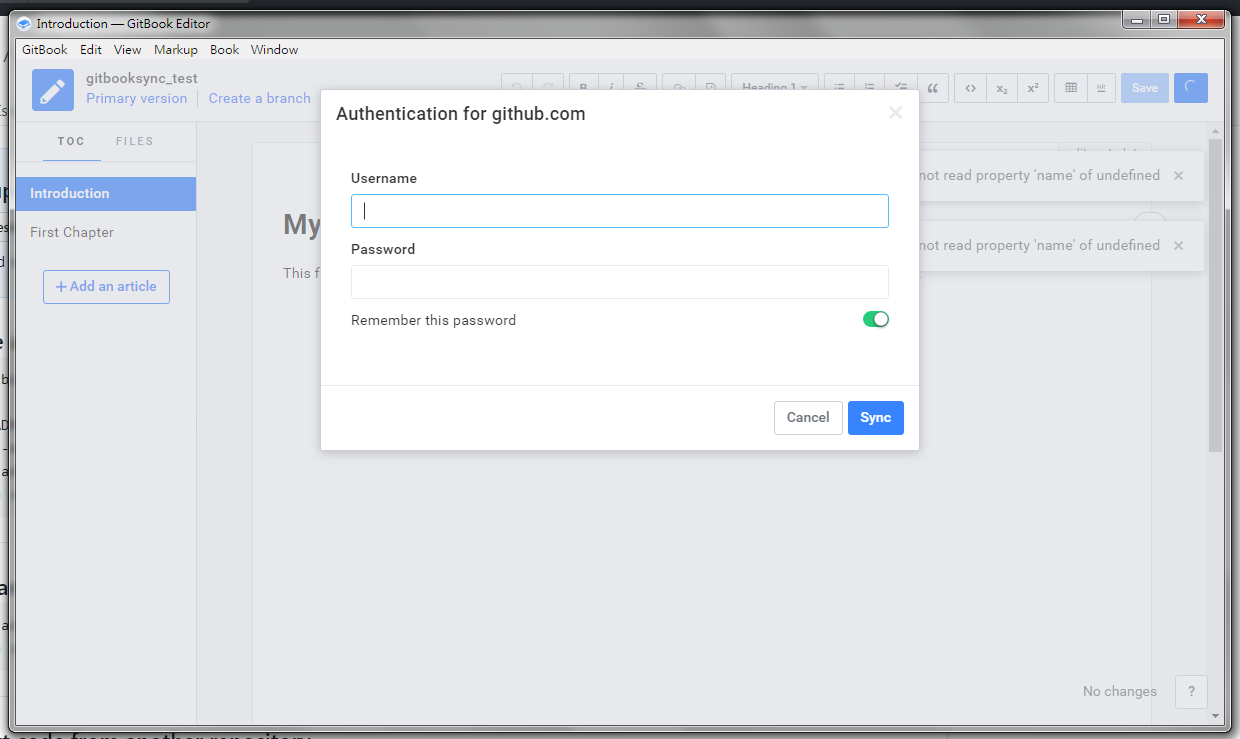 Introduction — GitBook Editor
GitBook Edit View Markup Book Window
gitbooksync_test
Primary version Create a branch
Heading 1
Save
TOC FILES
Introduction
First Chapter
+ Add an article
My
This f
Authentication for github.com
Username
Password
Remember this password
Cancel Sync
not read property 'name' of undefined
not read property 'name' of undefined
No changes ?